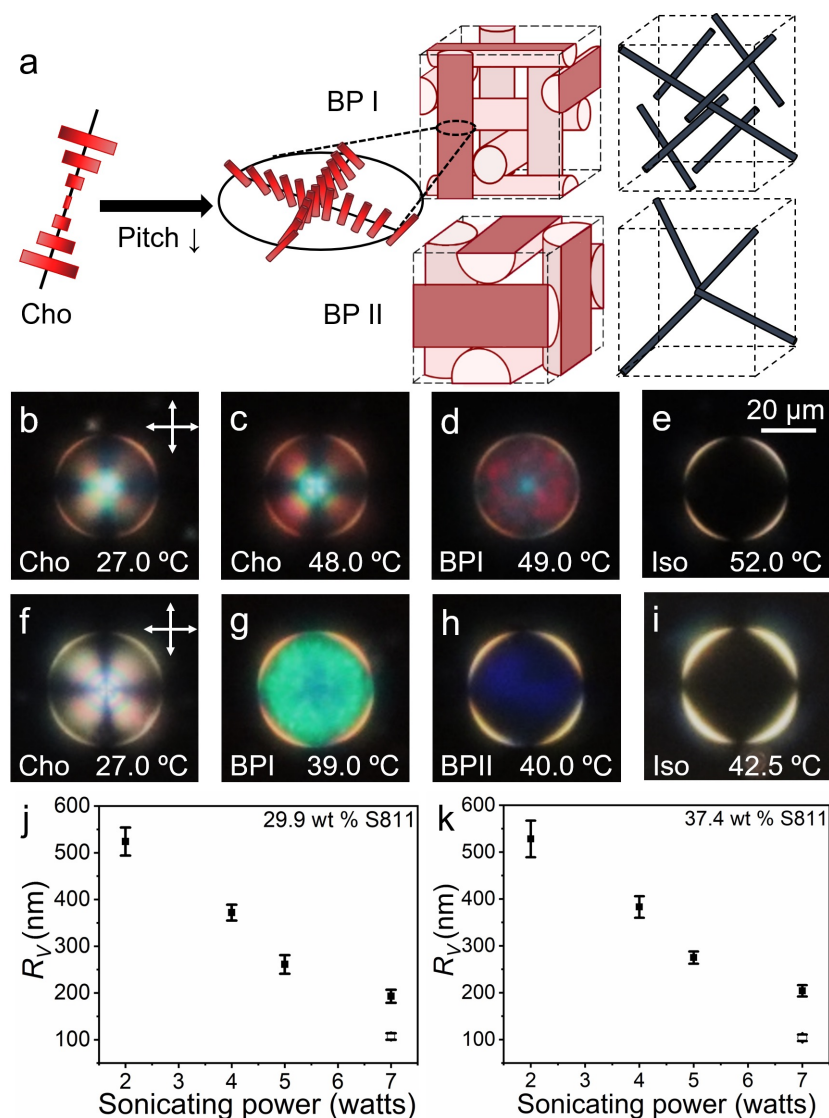 a
BP I
Pitch ↓
Cho
BP II
b
Cho 27.0 ºC
c
Cho 48.0 ºC
d
BPI 49.0 ºC
e
20 µm
Iso 52.0 ºC
f
Cho 27.0 ºC
g
BPI 39.0 ºC
h
BPII 40.0 ºC
i
Iso 42.5 ºC
j
29.9 wt % S811
600
500
400
300
200
100
R_V (nm)
2 3 4 5 6 7
Sonicating power (watts)
k
37.4 wt % S811
600
500
400
300
200
100
R_V (nm)
2 3 4 5 6 7
Sonicating power (watts)